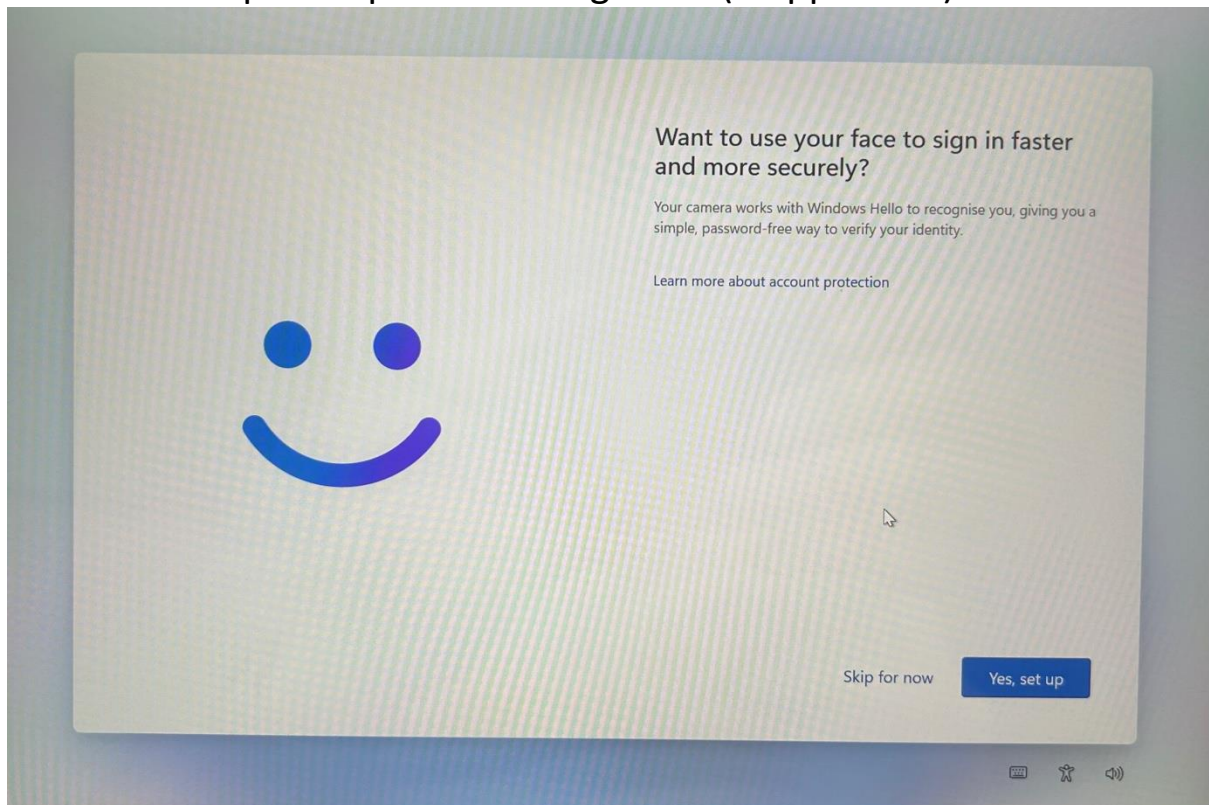 Want to use your face to sign in faster
and more securely?
Your camera works with Windows Hello to recognise you, giving you a
simple, password-free way to verify your identity.
Learn more about account protection
Skip for now
Yes, set up